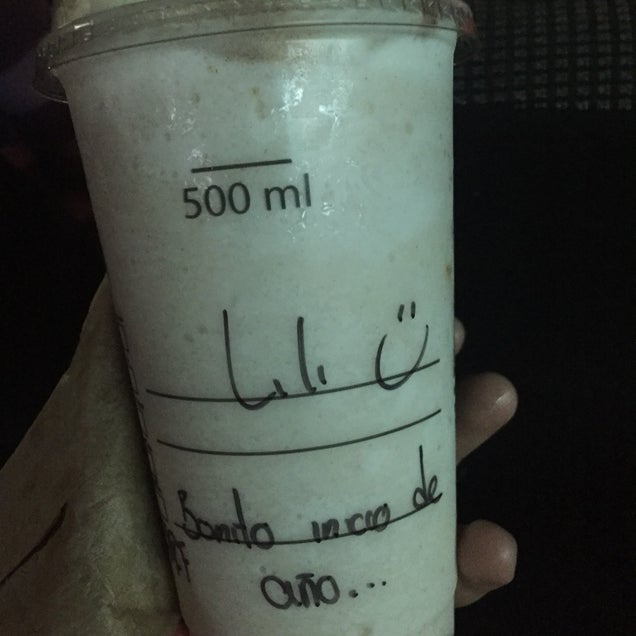 500 ml
Lili Ü
Bonito inicio de
año...